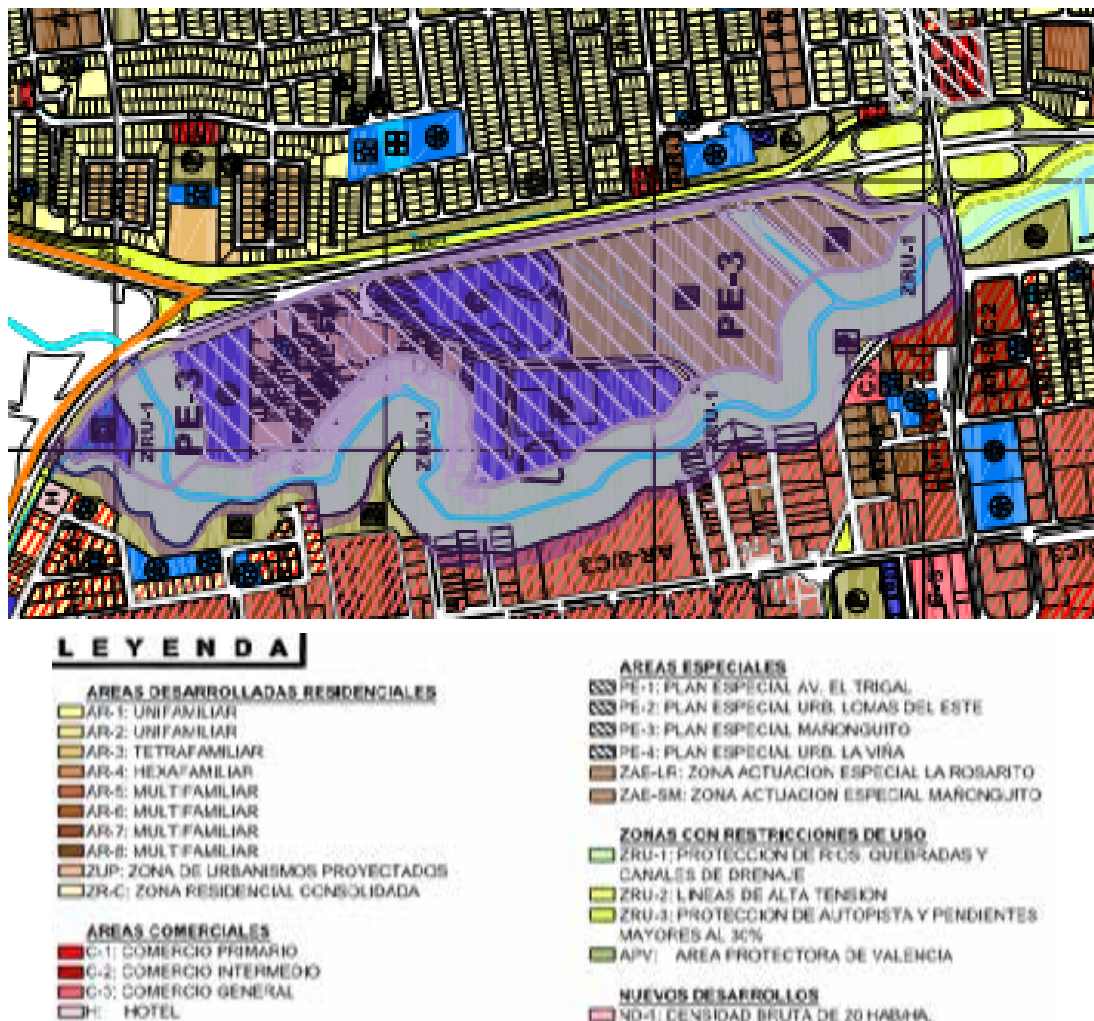 PE-3
ZRU-1
PE-3
ZRU-1
ZRU-1
ZRU-1
H
AR-5/C3
LEYENDA
AREAS DESARROLLADAS RESIDENCIALES
AR-1: UNIFAMILIAR
AR-2: UNIFAMILIAR
AR-3: TETRAFAMILIAR
AR-4: HEXAFAMILIAR
AR-5: MULTIFAMILIAR
AR-6: MULTIFAMILIAR
AR-7: MULTIFAMILIAR
AR-8: MULTIFAMILIAR
ZUP: ZONA DE URBANISMOS PROYECTADOS
ZR-C: ZONA RESIDENCIAL CONSOLIDADA
AREAS COMERCIALES
C-1: COMERCIO PRIMARIO
C-2: COMERCIO INTERMEDIO
C-3: COMERCIO GENERAL
H: HOTEL
AREAS ESPECIALES
PE-1: PLAN ESPECIAL AV. EL TRIGAL
PE-2: PLAN ESPECIAL URB. LOMAS DEL ESTE
PE-3: PLAN ESPECIAL MAÑONGUITO
PE-4: PLAN ESPECIAL URB. LA VIÑA
ZAE-LR: ZONA ACTUACION ESPECIAL LA ROSARITO
ZAE-SM: ZONA ACTUACION ESPECIAL MAÑONGUITO
ZONAS CON RESTRICCIONES DE USO
ZRU-1: PROTECCION DE RIOS, QUEBRADAS Y
CANALES DE DRENAJE
ZRU-2: LINEAS DE ALTA TENSION
ZRU-3: PROTECCION DE AUTOPISTA Y PENDIENTES
MAYORES AL 30%
APV: AREA PROTECTORA DE VALENCIA
NUEVOS DESARROLLOS
ND-1: DENSIDAD BRUTA DE 20 HAB/HA.